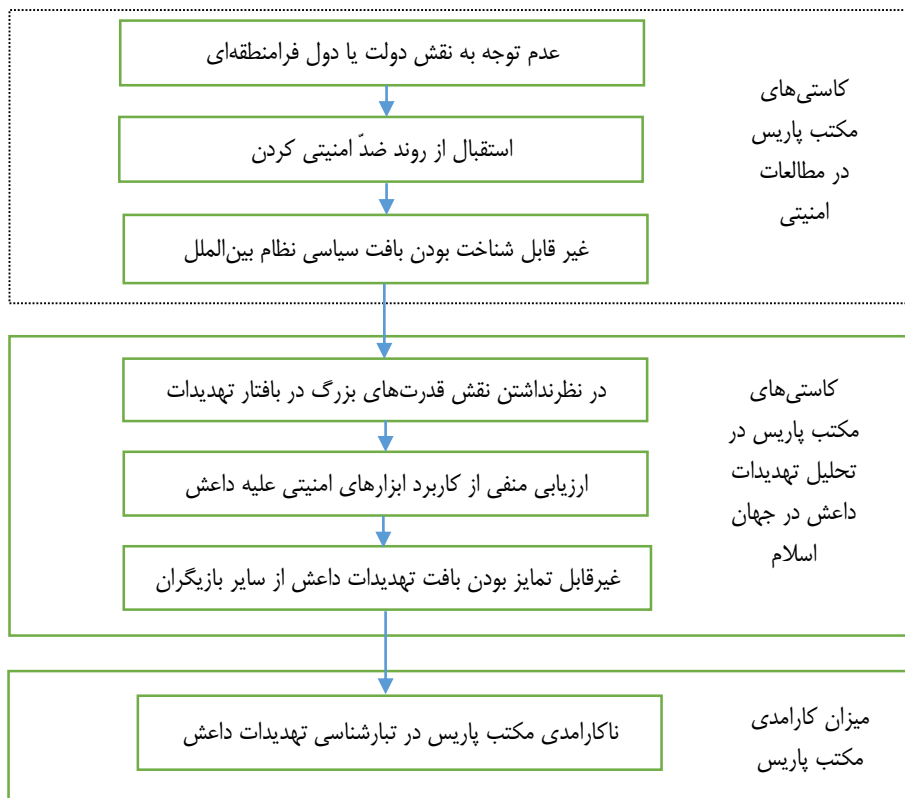 عدم توجه به نقش دولت یا دول فرامنطقه‌ای
استقبال از روند ضدّ امنیتی کردن
غیر قابل شناخت بودن بافت سیاسی نظام بین‌الملل
کاستی‌های
مکتب پاریس
در مطالعات
امنیتی
در نظرنداشتن نقش قدرت‌های بزرگ در بافتار تهدیدات
ارزیابی منفی از کاربرد ابزارهای امنیتی علیه داعش
غیرقابل تمایز بودن بافت تهدیدات داعش از سایر بازیگران
کاستی‌های
مکتب پاریس در
تحلیل تهدیدات
داعش در جهان
اسلام
ناکارامدی مکتب پاریس در تبارشناسی تهدیدات داعش
میزان کارامدی
مکتب پاریس